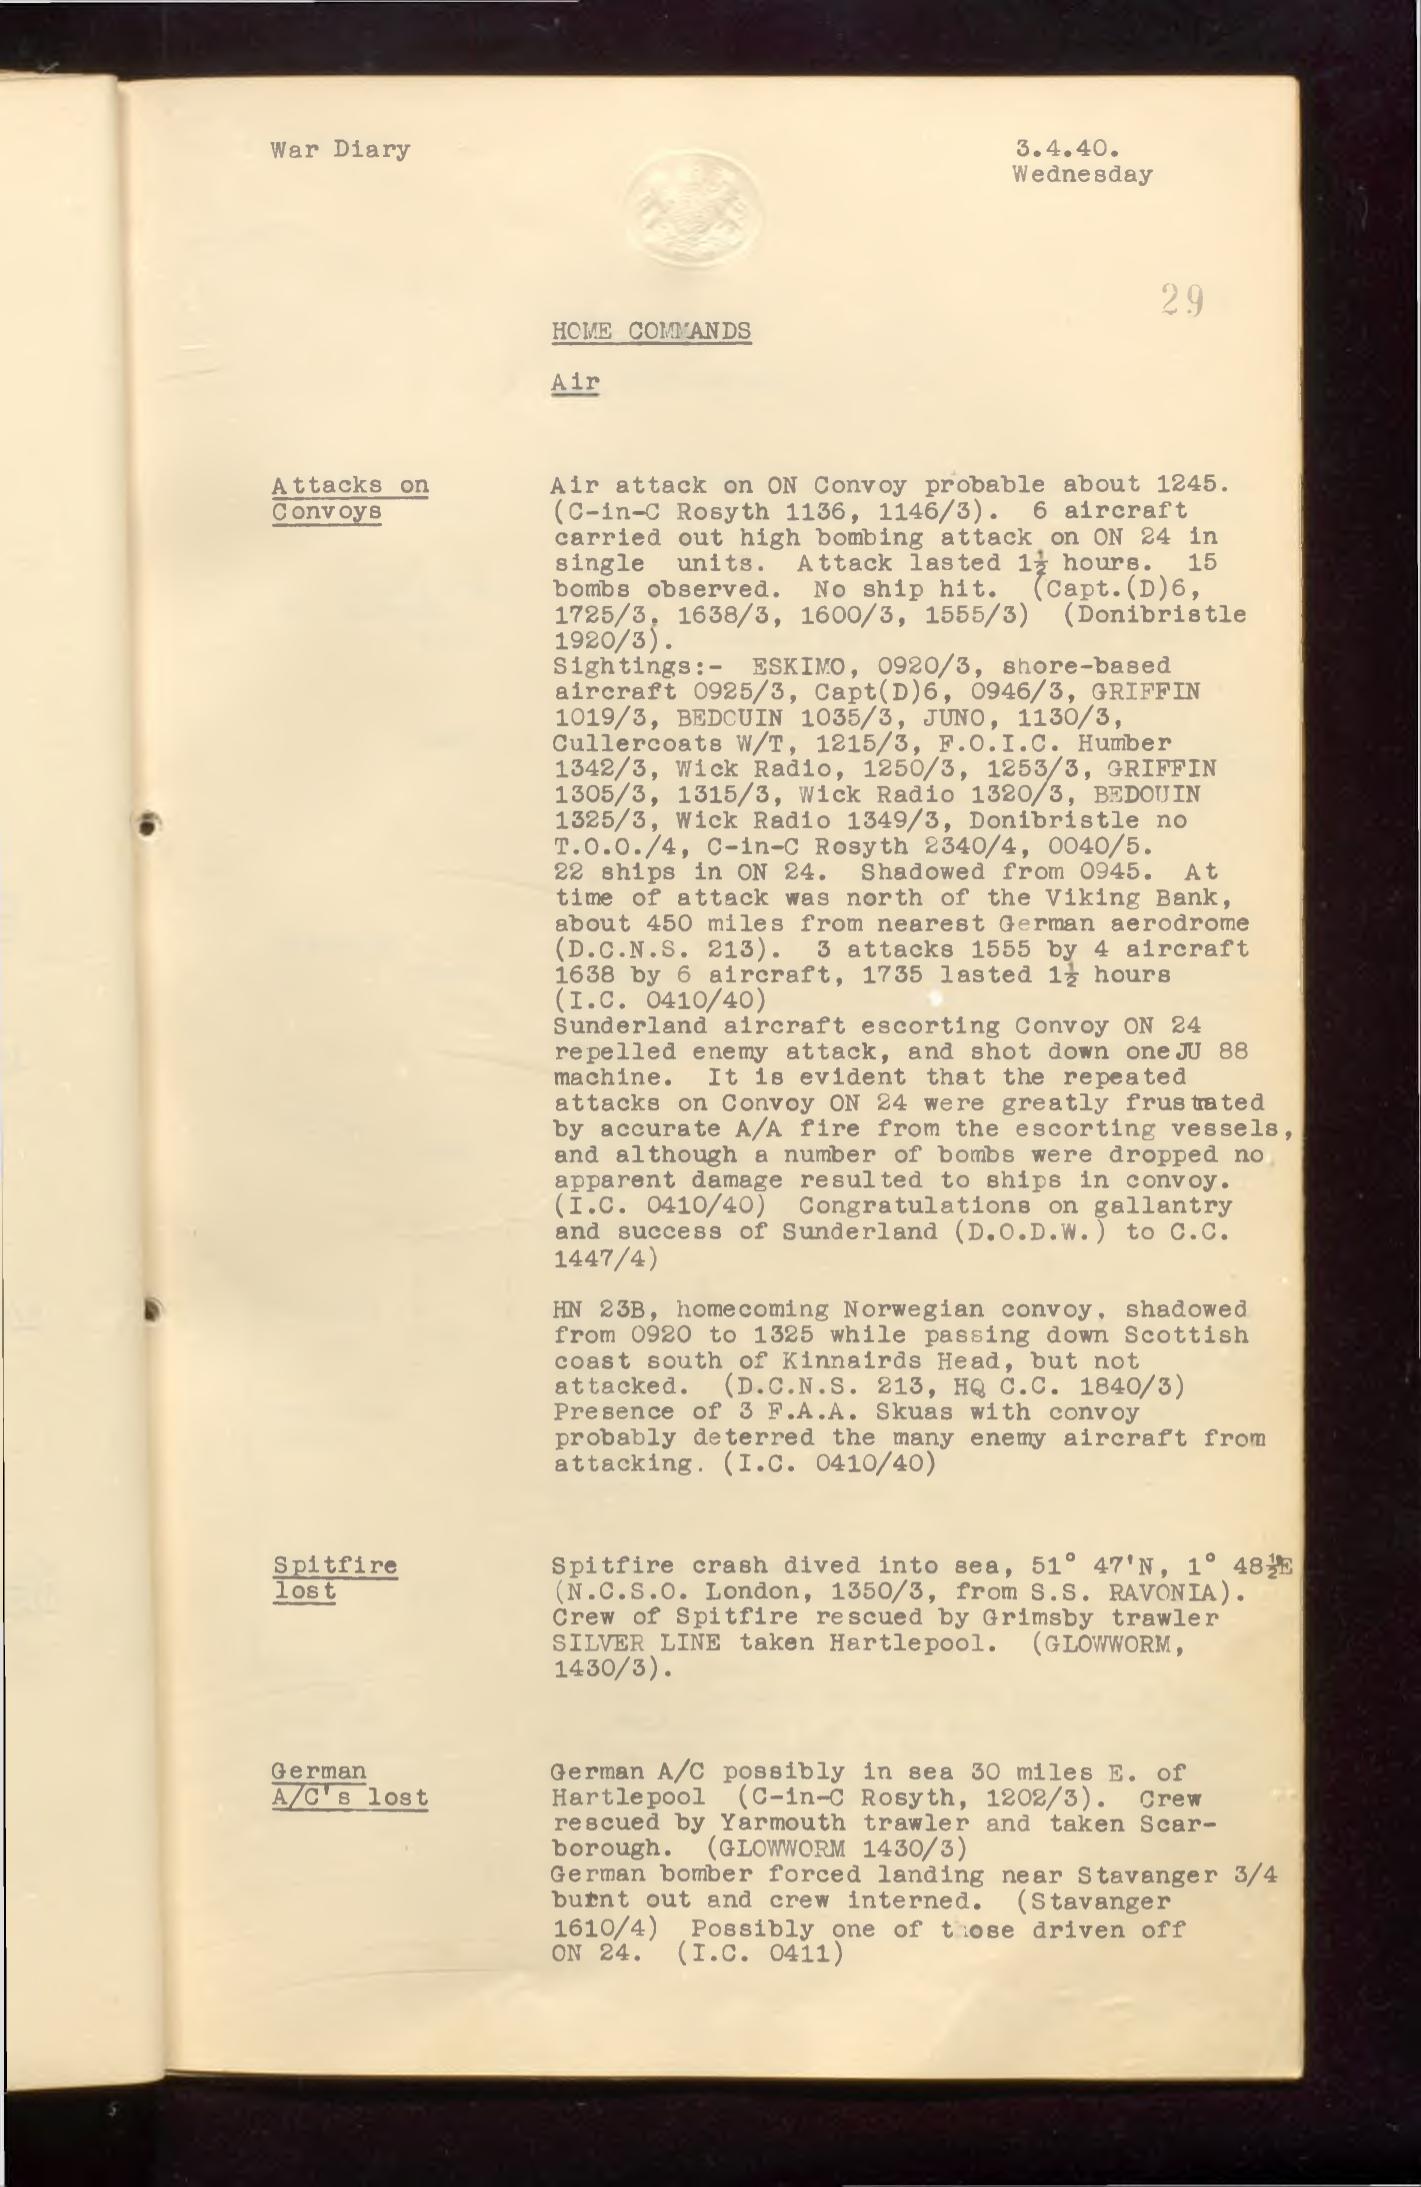 War Diary
3.4.40.
Wednesday
29
HOME COMMANDS
Air
Attacks on
Convoys
Air attack on ON Convoy probable about 1245.
(C-in-C Rosyth 1136, 1146/3). 6 aircraft
carried out high bombing attack on ON 24 in
single units. Attack lasted 1½ hours. 15
bombs observed. No ship hit. (Capt.(D)6,
1725/3, 1638/3, 1600/3, 1555/3) (Donibristle
1920/3).
Sightings:- ESKIMO, 0920/3, shore-based
aircraft 0925/3, Capt(D)6, 0946/3, GRIFFIN
1019/3, BEDOUIN 1035/3, JUNO, 1130/3,
Cullercoats W/T, 1215/3, F.O.I.C. Humber
1342/3, Wick Radio, 1250/3, 1253/3, GRIFFIN
1305/3, 1315/3, Wick Radio 1320/3, BEDOUIN
1325/3, Wick Radio 1349/3, Donibristle no
T.O.O./4, C-in-C Rosyth 2340/4, 0040/5.
22 ships in ON 24. Shadowed from 0945. At
time of attack was north of the Viking Bank,
about 450 miles from nearest German aerodrome
(D.C.N.S. 213). 3 attacks 1555 by 4 aircraft
1638 by 6 aircraft, 1735 lasted 1½ hours
(I.C. 0410/40)
Sunderland aircraft escorting Convoy ON 24
repelled enemy attack, and shot down one JU 88
machine. It is evident that the repeated
attacks on Convoy ON 24 were greatly frustrated
by accurate A/A fire from the escorting vessels,
and although a number of bombs were dropped no
apparent damage resulted to ships in convoy.
(I.C. 0410/40) Congratulations on gallantry
and success of Sunderland (D.O.D.W.) to C.C.
1447/4)
HN 23B, homecoming Norwegian convoy, shadowed
from 0920 to 1325 while passing down Scottish
coast south of Kinnairds Head, but not
attacked. (D.C.N.S. 213, HQ C.C. 1840/3)
Presence of 3 F.A.A. Skuas with convoy
probably deterred the many enemy aircraft from
attacking. (I.C. 0410/40)
Spitfire
lost
Spitfire crash dived into sea, 51° 47'N, 1° 48½'E
(N.C.S.O. London, 1350/3, from S.S. RAVONIA).
Crew of Spitfire rescued by Grimsby trawler
SILVER LINE taken Hartlepool. (GLOWWORM,
1430/3).
German
A/C's lost
German A/C possibly in sea 30 miles E. of
Hartlepool (C-in-C Rosyth, 1202/3). Crew
rescued by Yarmouth trawler and taken Scar-
borough. (GLOWWORM 1430/3)
German bomber forced landing near Stavanger 3/4
burnt out and crew interned. (Stavanger
1610/4) Possibly one of those driven off
ON 24. (I.C. 0411)